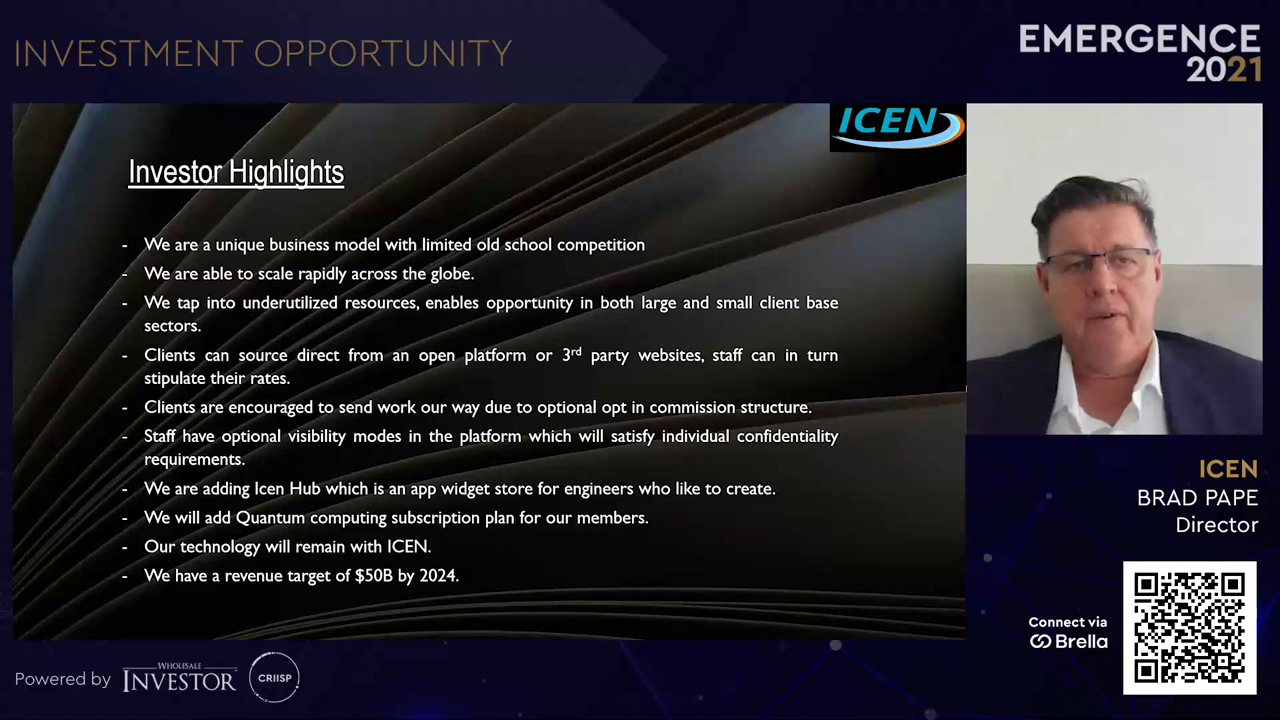 INVESTMENT OPPORTUNITY
EMERGENCE
2021
ICEN
Investor Highlights
- We are a unique business model with limited old school competition
- We are able to scale rapidly across the globe.
- We tap into underutilized resources, enables opportunity in both large and small client base
sectors.
- Clients can source direct from an open platform or 3rd party websites, staff can in turn
stipulate their rates.
- Clients are encouraged to send work our way due to optional opt in commission structure.
- Staff have optional visibility modes in the platform which will satisfy individual confidentiality
requirements.
- We are adding Icen Hub which is an app widget store for engineers who like to create.
- We will add Quantum computing subscription plan for our members.
- Our technology will remain with ICEN.
- We have a revenue target of $50B by 2024.
ICEN
BRAD PAPE
Director
Connect via
Brella
Powered by
WHOLESALE
INVESTOR
CRIISP